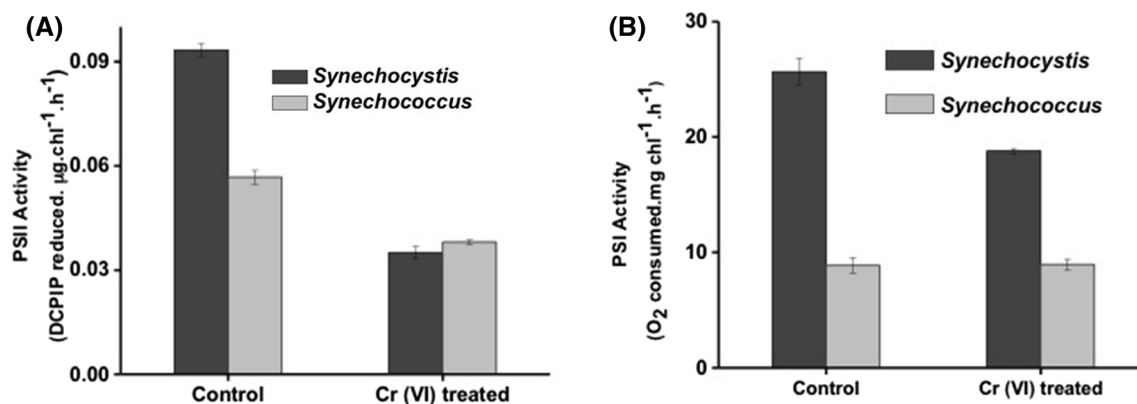 (A)
PSII Activity
(DCPIP reduced. µg.chl⁻¹.h⁻¹)
0.09
0.06
0.03
0.00
Synechocystis
Synechococcus
Control
Cr (VI) treated
(B)
PSI Activity
(O₂ consumed.mg chl⁻¹.h⁻¹)
30
20
10
0
Synechocystis
Synechococcus
Control
Cr (VI) treated